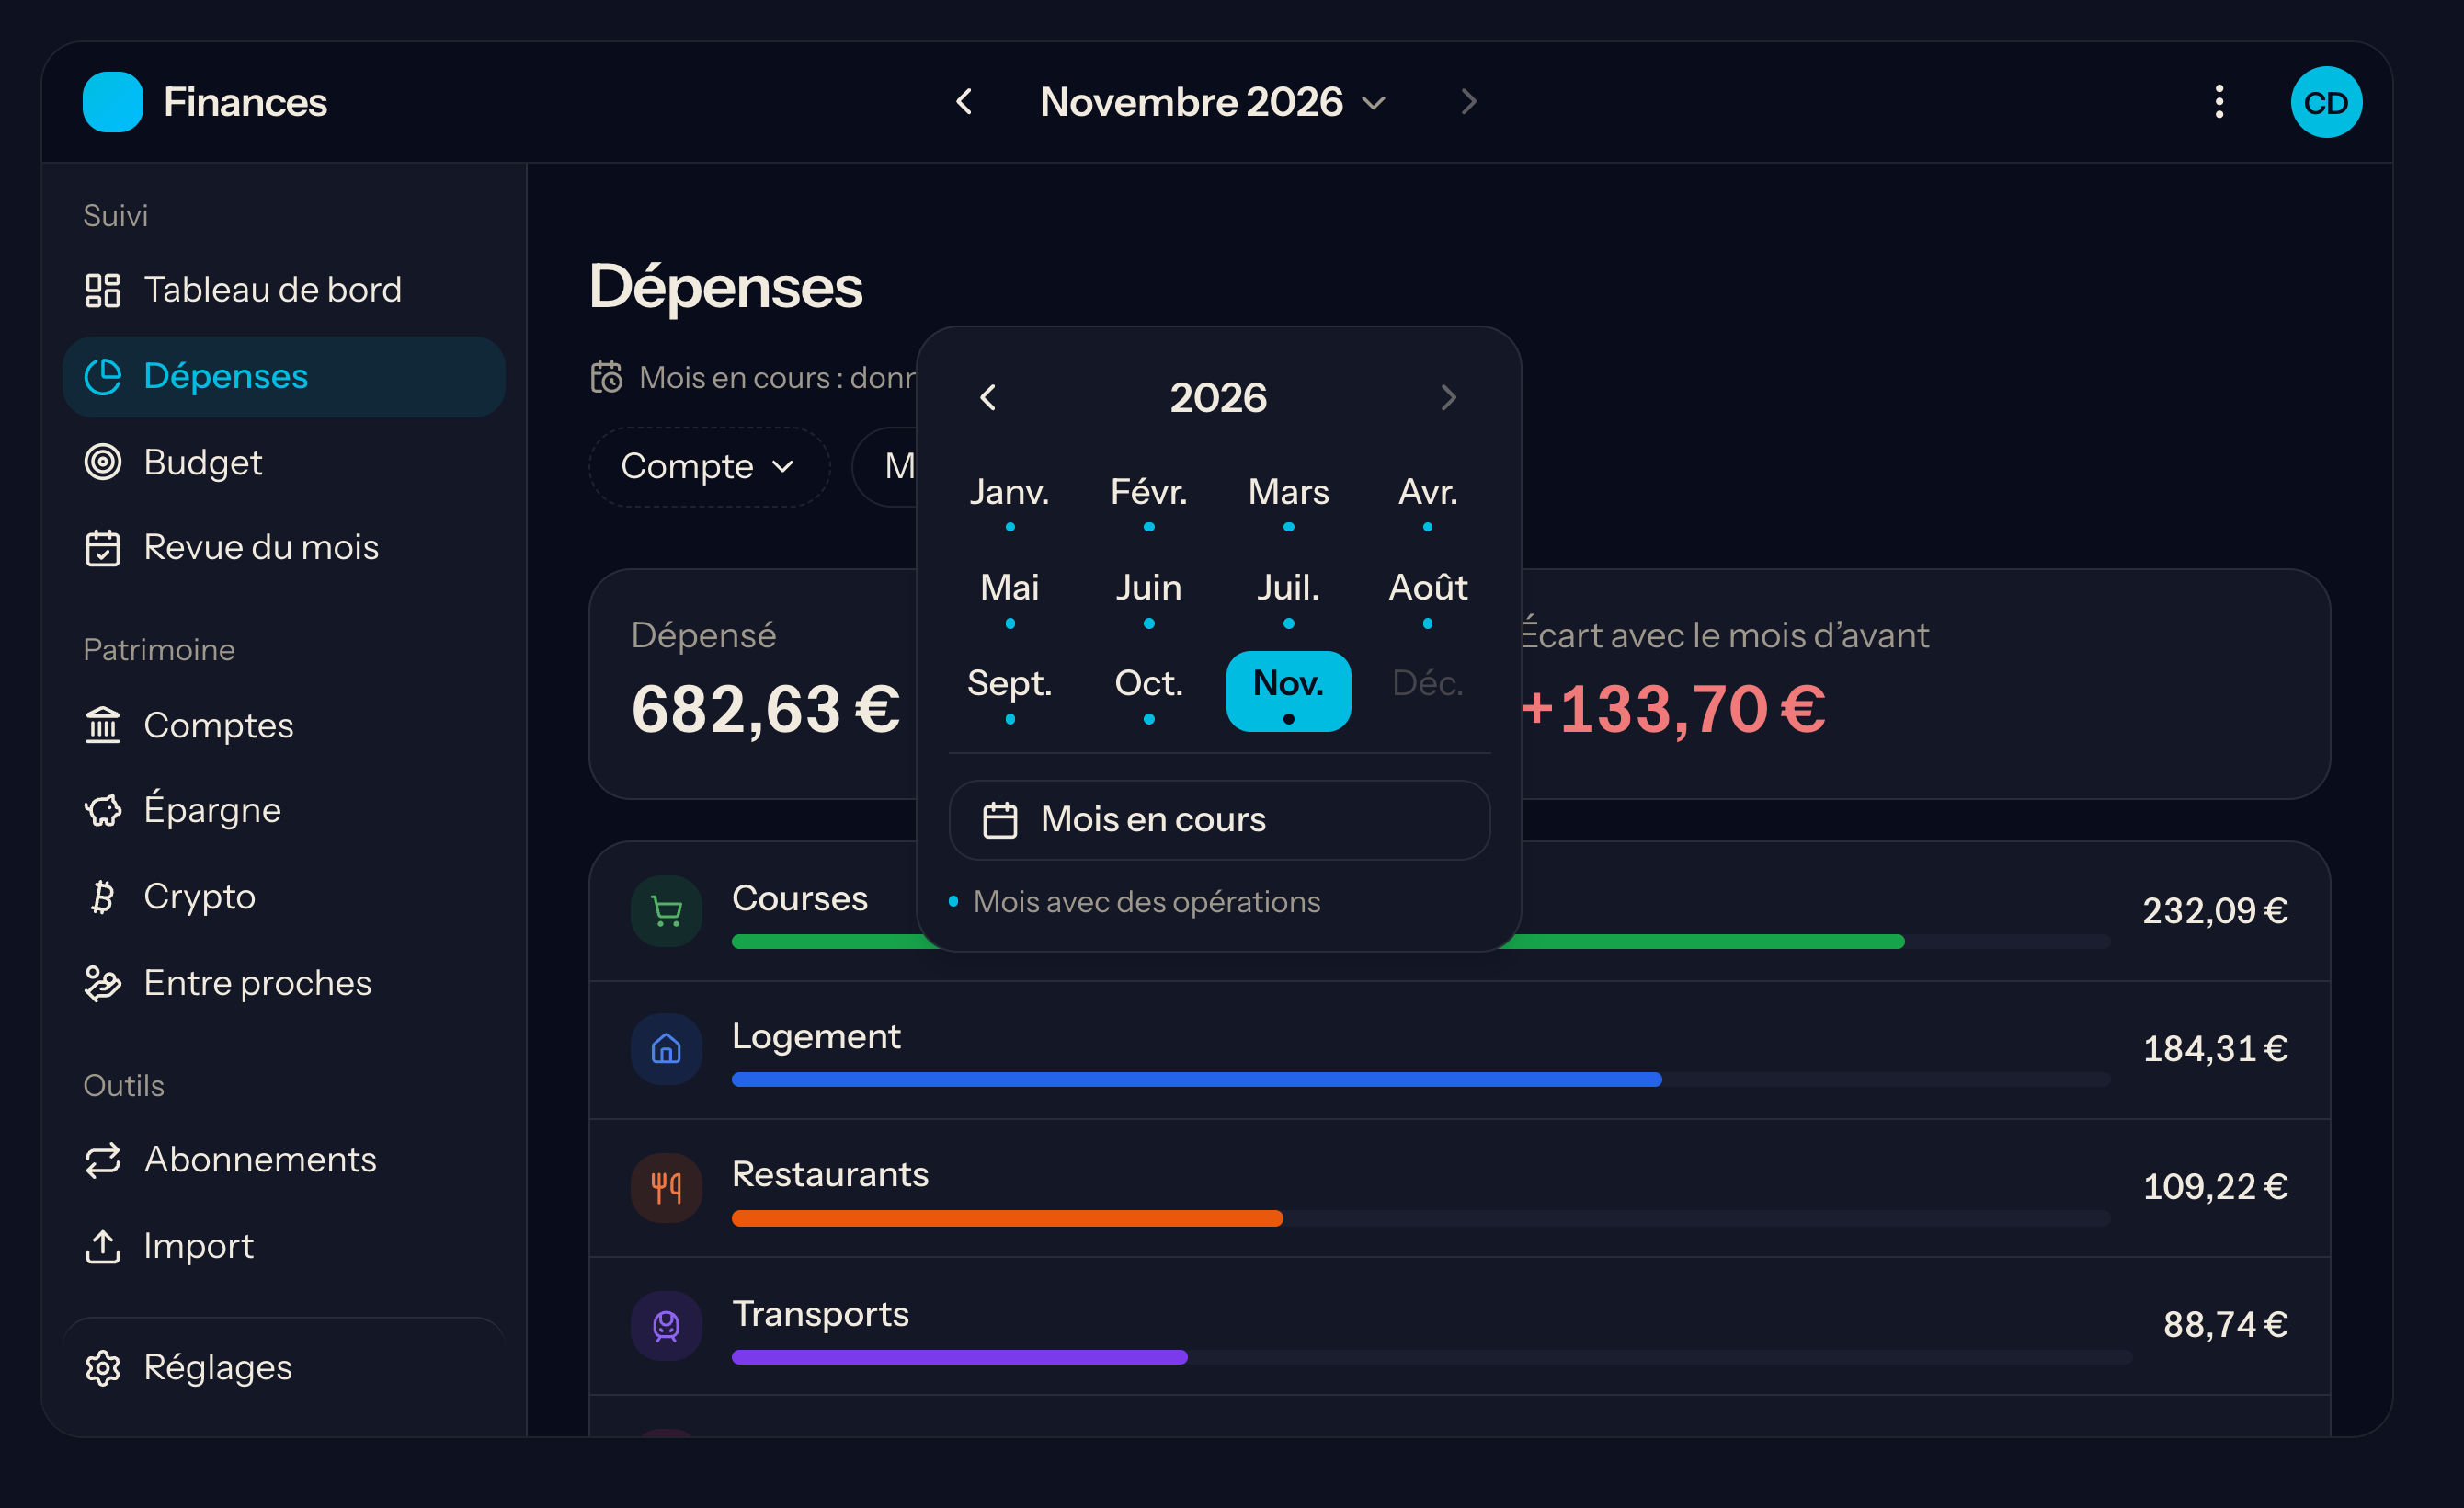 Finances
Novembre 2026
CD
Suivi
Tableau de bord
Dépenses
Budget
Revue du mois
Patrimoine
Comptes
Épargne
Crypto
Entre proches
Outils
Abonnements
Import
Réglages
Dépenses
Mois en cours :
Compte
2026
Janv. Févr. Mars Avr.
Mai Juin Juil. Août
Sept. Oct. Nov. Déc.
Mois en cours
Mois avec des opérations
Dépensé
682,63 €
Écart avec le mois d’avant
+133,70 €
Courses
232,09 €
Logement
184,31 €
Restaurants
109,22 €
Transports
88,74 €